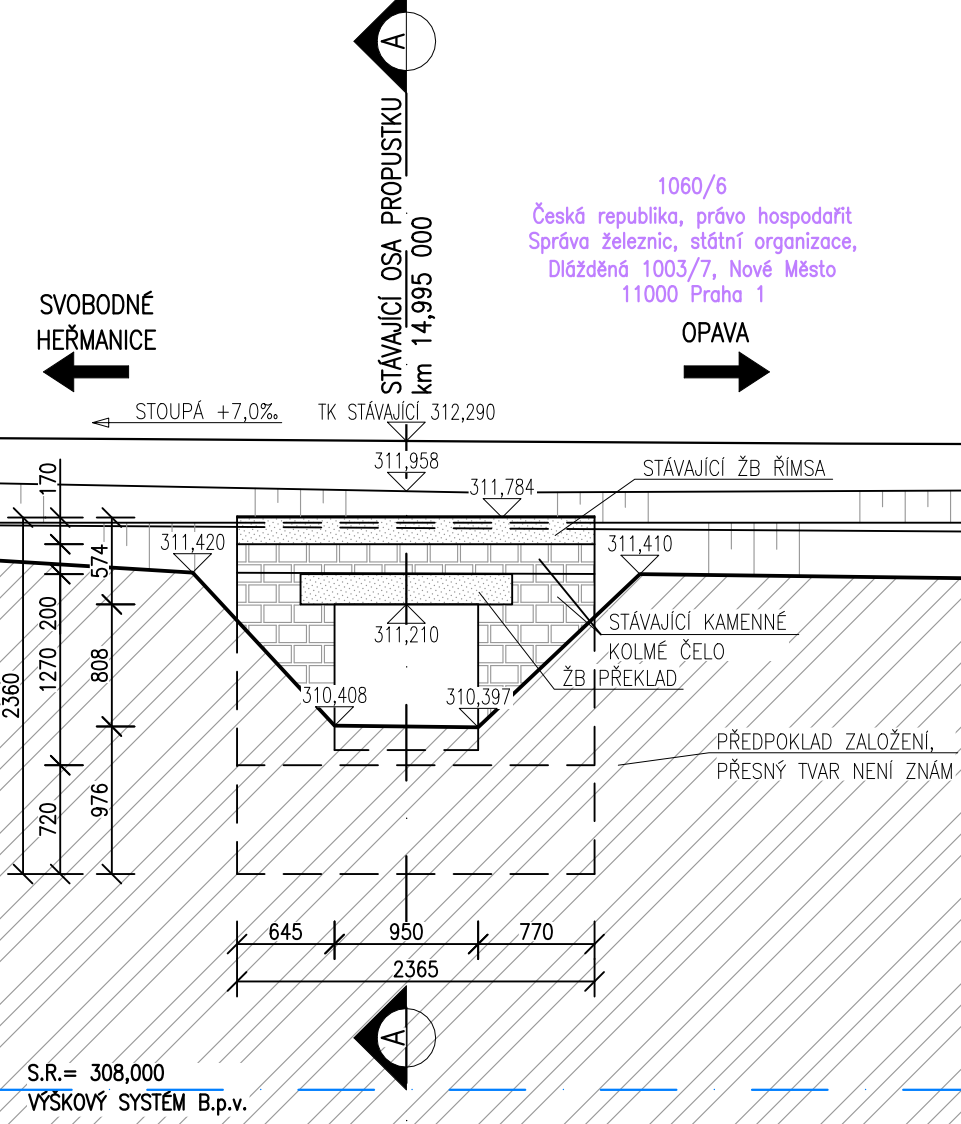 A
STÁVAJÍCÍ OSA PROPUSTKU
km 14,995 000
1060/6
Česká republika, právo hospodařit
Správa železnic, státní organizace,
Dlážděná 1003/7, Nové Město
11000 Praha 1
SVOBODNÉ
HEŘMANICE
OPAVA
STOUPÁ +7,0‰
TK STÁVAJÍCÍ 312,290
311,958
STÁVAJÍCÍ ŽB ŘÍMSA
311,784
311,420
311,410
311,210
STÁVAJÍCÍ KAMENNÉ
KOLMÉ ČELO
ŽB PŘEKLAD
310,408
310,397
PŘEDPOKLAD ZALOŽENÍ,
PŘESNÝ TVAR NENÍ ZNÁM
2360
170
200
1270
720
574
808
976
645
950
770
2365
A
S.R.= 308,000
VÝŠKOVÝ SYSTÉM B.p.v.